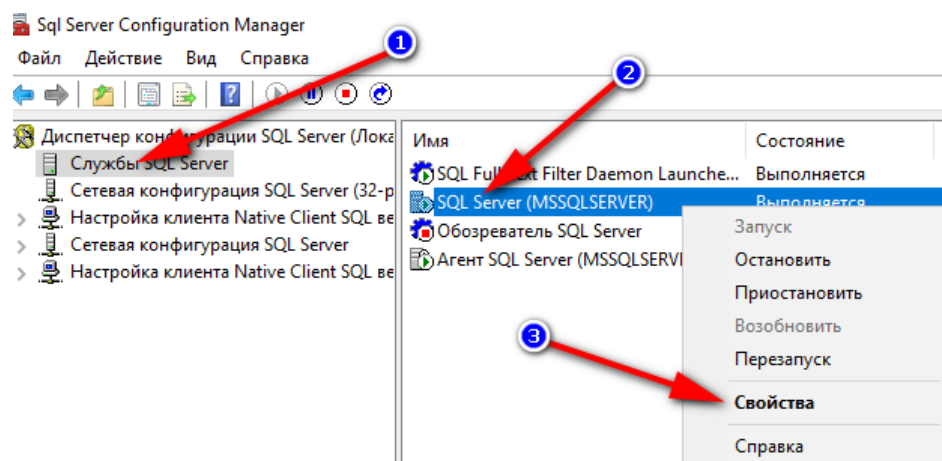 Sql Server Configuration Manager
Файл Действие Вид Справка
1
2
Диспетчер конфигурации SQL Server (Лока
Службы SQL Server
Сетевая конфигурация SQL Server (32-р
Настройка клиента Native Client SQL ве
Сетевая конфигурация SQL Server
Настройка клиента Native Client SQL ве
Имя Состояние
SQL Full Text Filter Daemon Launche... Выполняется
SQL Server (MSSQLSERVER) Выполняется
Обозреватель SQL Server
Агент SQL Server (MSSQLSERV
3
Запуск
Остановить
Приостановить
Возобновить
Перезапуск
Свойства
Справка